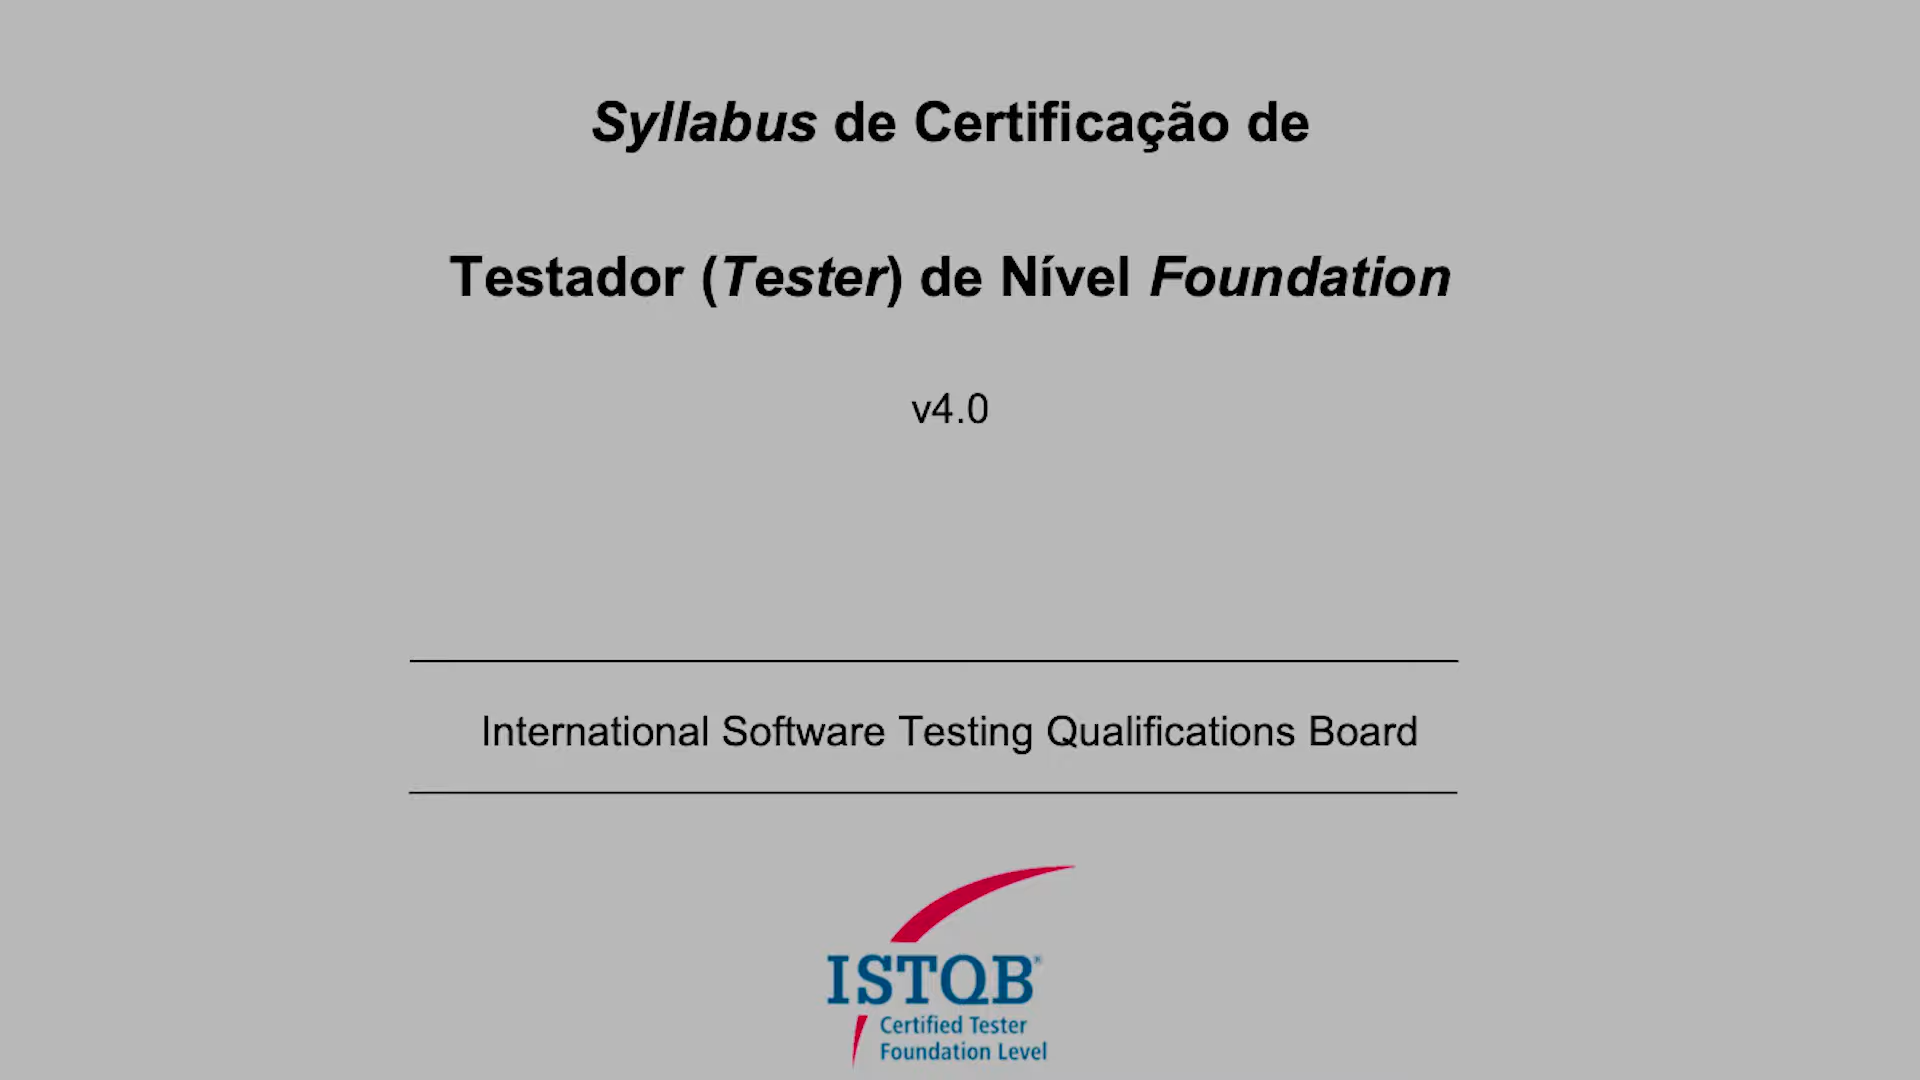 Syllabus de Certificação de
Testador (Tester) de Nível Foundation
v4.0
International Software Testing Qualifications Board
ISTQB®
Certified Tester
Foundation Level